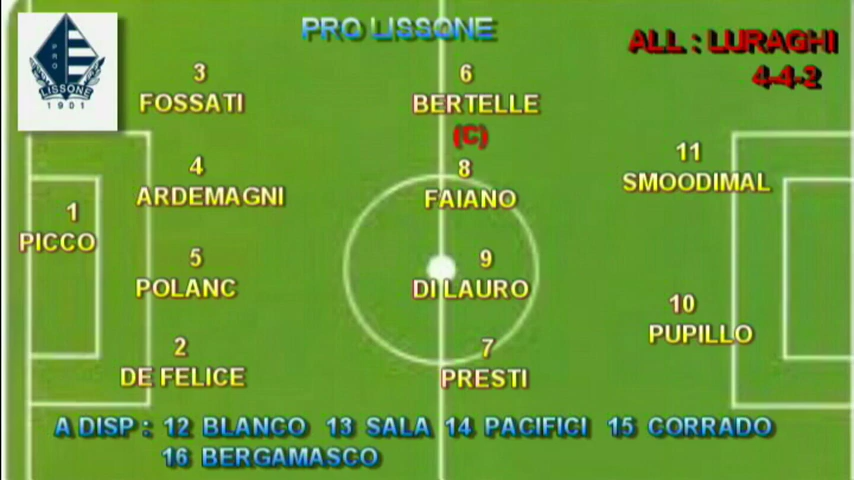 PRO LISSONE
ALL : LURAGHI
4-4-2
PRO
LISSONE
1901
3
FOSSATI
6
BERTELLE
(C)
4
ARDEMAGNI
8
FAIANO
11
SMOODIMAL
1
PICCO
5
POLANC
9
DI LAURO
10
PUPILLO
2
DE FELICE
7
PRESTI
A DISP : 12 BLANCO 13 SALA 14 PACIFICI 15 CORRADO
16 BERGAMASCO